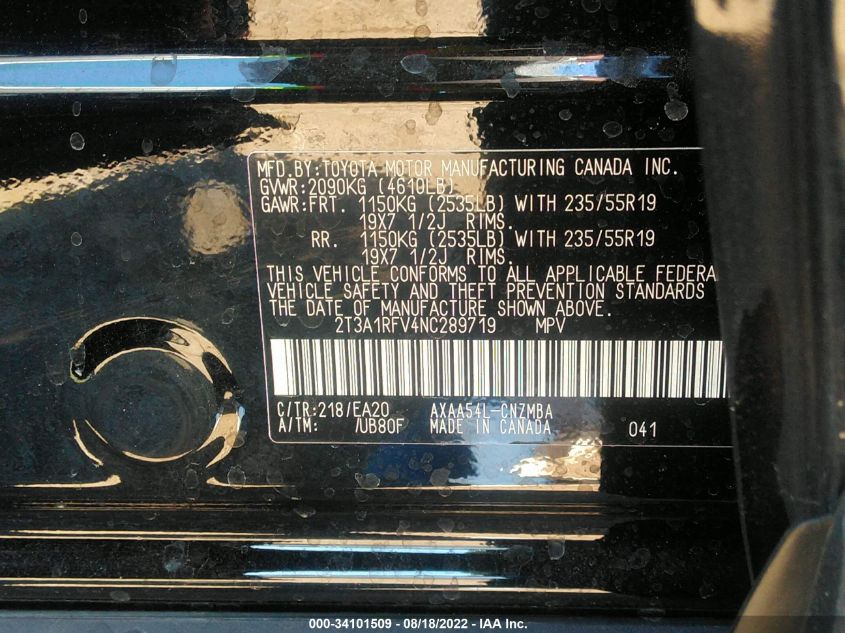 MFD.BY:TOYOTA MOTOR MANUFACTURING CANADA INC.
GVWR:2090KG (4610LB)
GAWR:FRT. 1150KG (2535LB) WITH 235/55R19
19X7 1/2J RIMS.
RR. 1150KG (2535LB) WITH 235/55R19
19X7 1/2J RIMS.
THIS VEHICLE CONFORMS TO ALL APPLICABLE FEDERA
VEHICLE SAFETY AND THEFT PREVENTION STANDARDS
THE DATE OF MANUFACTURE SHOWN ABOVE.
2T3A1RFV4NC289719 MPV
C/TR:218/EA20 AXAA54L-CNZMBA
A/TM: /UB80F MADE IN CANADA 041
000-34101509 - 08/18/2022 - IAA Inc.